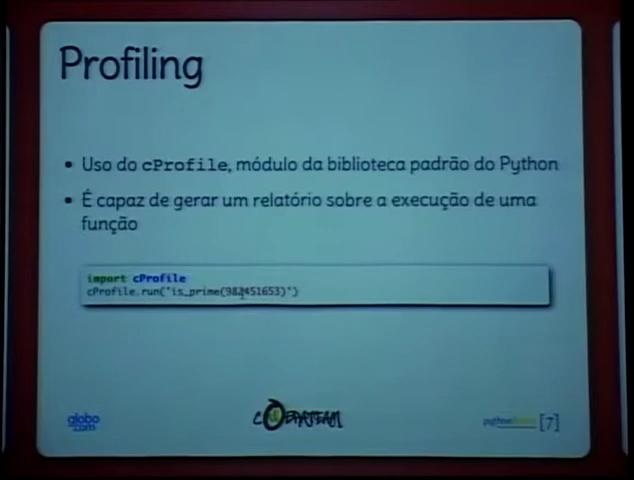 Profiling
• Uso do cProfile, módulo da biblioteca padrão do Python
• É capaz de gerar um relatório sobre a execução de uma
função
import cProfile
cProfile.run("is_prime(982451653)")
globo
.com
[7]